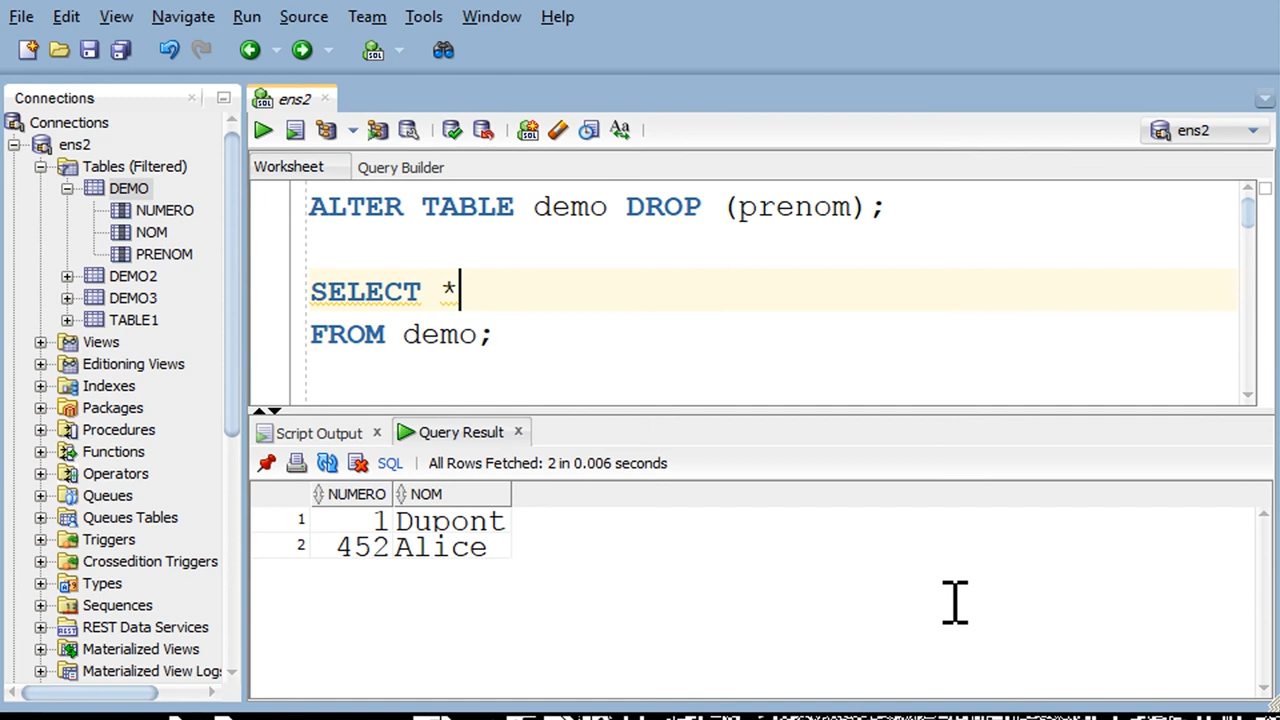 File Edit View Navigate Run Source Team Tools Window Help
Connections
ens2
Connections
ens2
ens2
Tables (Filtered)
Worksheet
Query Builder
DEMO
NUMERO
NOM
PRENOM
DEMO2
DEMO3
TABLE1
Views
Editioning Views
Indexes
Packages
Procedures
Functions
Operators
Queues
Queues Tables
Triggers
Crossedition Triggers
Types
Sequences
REST Data Services
Materialized Views
Materialized View Log
ALTER TABLE demo DROP (prenom);
SELECT *
FROM demo;
Script Output
Query Result
SQL
All Rows Fetched: 2 in 0.006 seconds
NUMERO NOM
1 1 Dupont
2 452 Alice